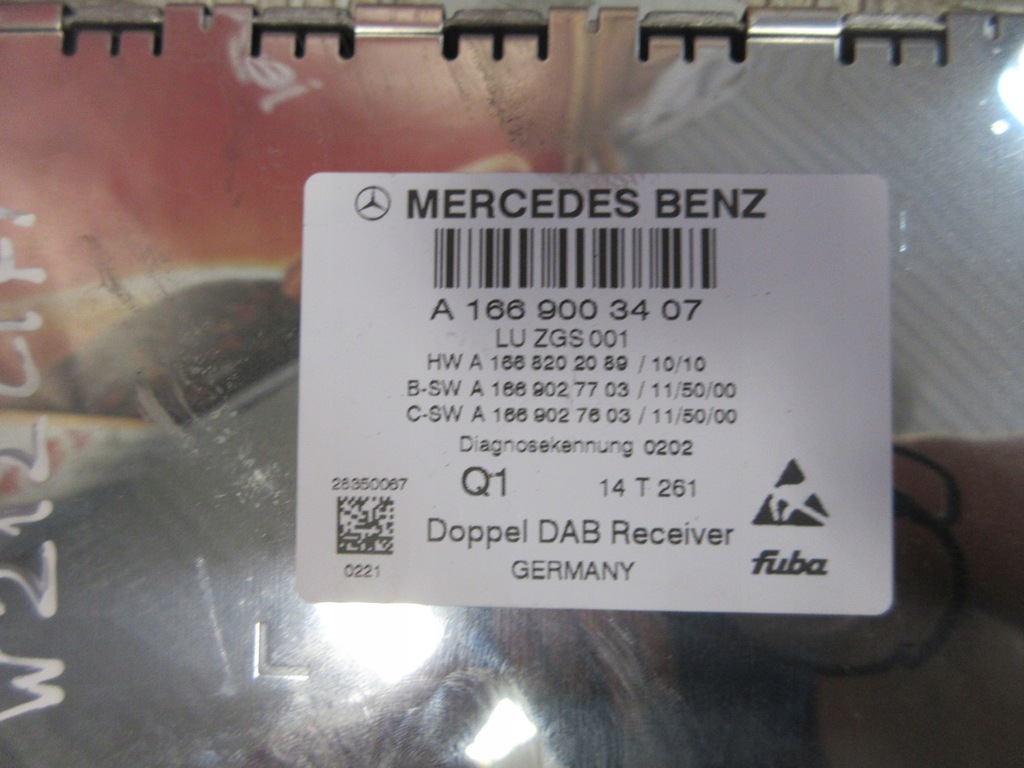 MERCEDES BENZ
A 166 900 34 07
LU ZGS 001
HW A 166 820 20 89 / 10/10
B-SW A 166 902 77 03 / 11/50/00
C-SW A 166 902 76 03 / 11/50/00
Diagnosekennung 0202
Q1 14 T 261
28350067
Doppel DAB Receiver
0221
GERMANY
fuba
W212